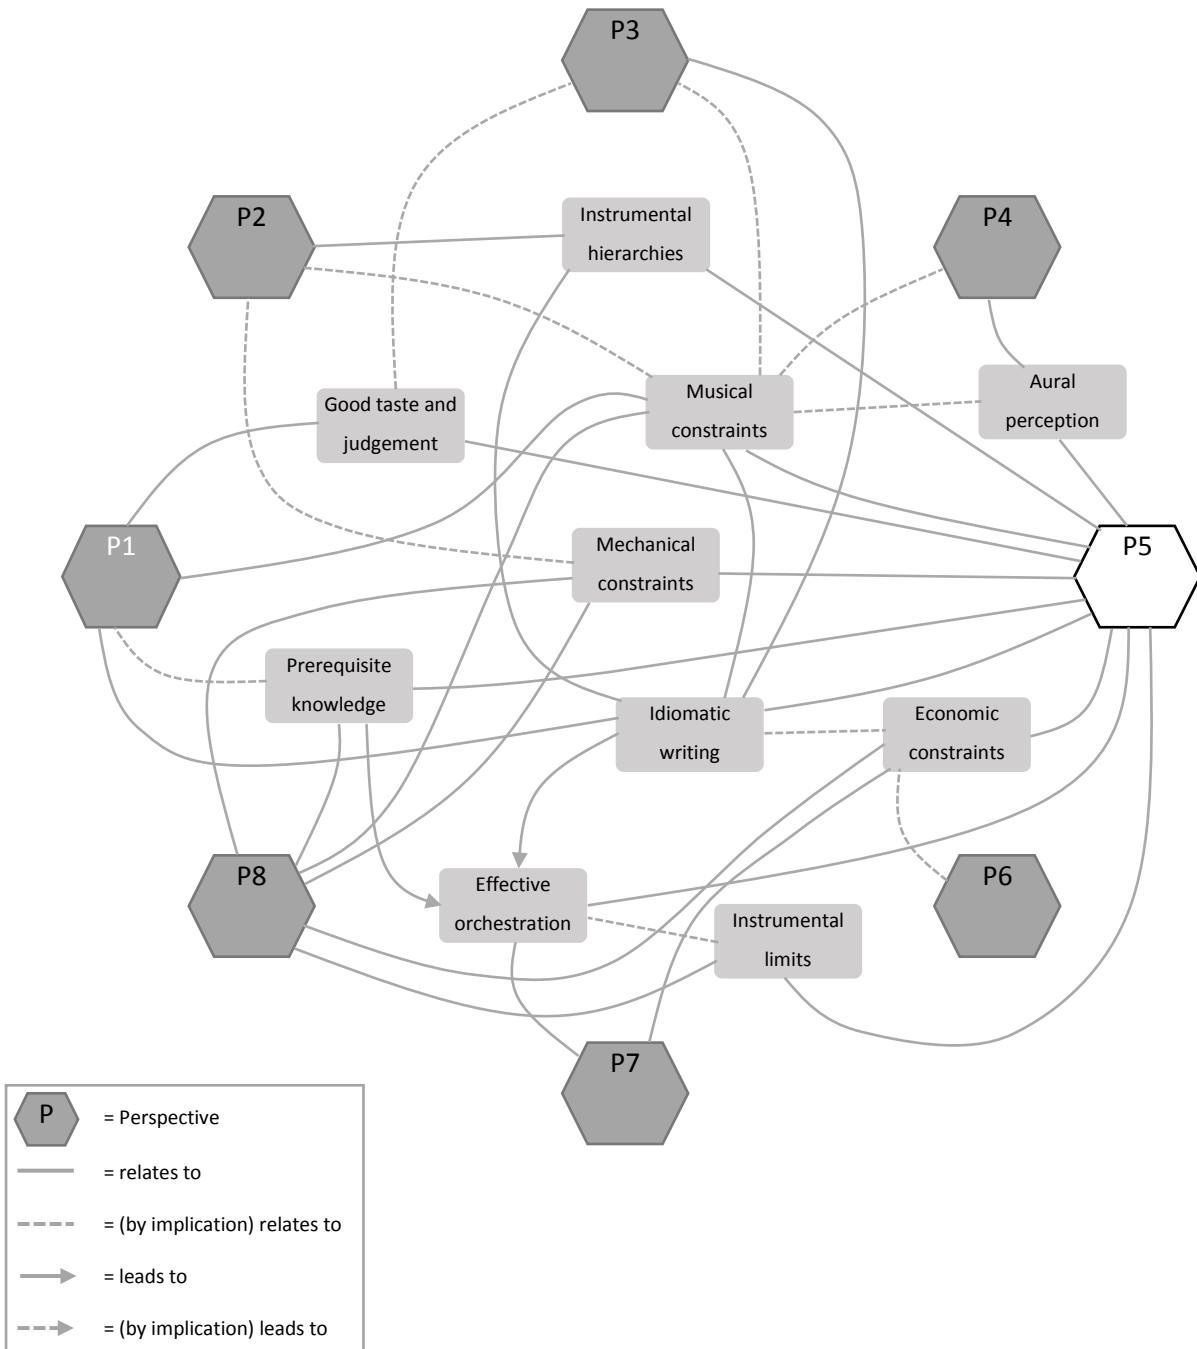 P3
P2
Instrumental
hierarchies
P4
Good taste and
judgement
Musical
constraints
Aural
perception
P1
Mechanical
constraints
P5
Prerequisite
knowledge
Idiomatic
writing
Economic
constraints
P8
Effective
orchestration
Instrumental
limits
P6
P7
P = Perspective
= relates to
= (by implication) relates to
= leads to
= (by implication) leads to